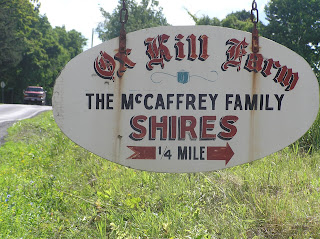 Ox Kill Farm
THE McCAFFREY FAMILY
SHIRES
1/4 MILE